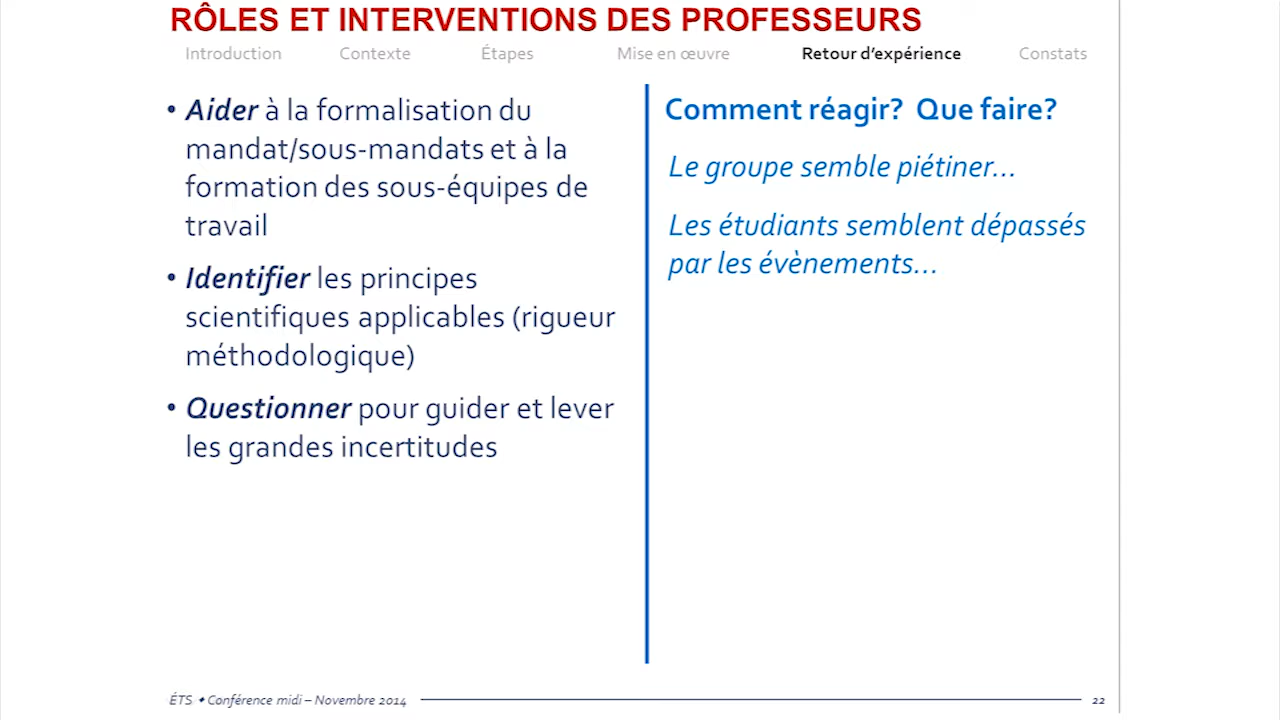 RÔLES ET INTERVENTIONS DES PROFESSEURS
Introduction Contexte Étapes Mise en œuvre Retour d’expérience Constats
• Aider à la formalisation du
mandat/sous-mandats et à la
formation des sous-équipes de
travail
• Identifier les principes
scientifiques applicables (rigueur
méthodologique)
• Questionner pour guider et lever
les grandes incertitudes
Comment réagir? Que faire?
Le groupe semble piétiner…
Les étudiants semblent dépassés
par les évènements…
ÉTS ✦ Conférence midi – Novembre 2014
22